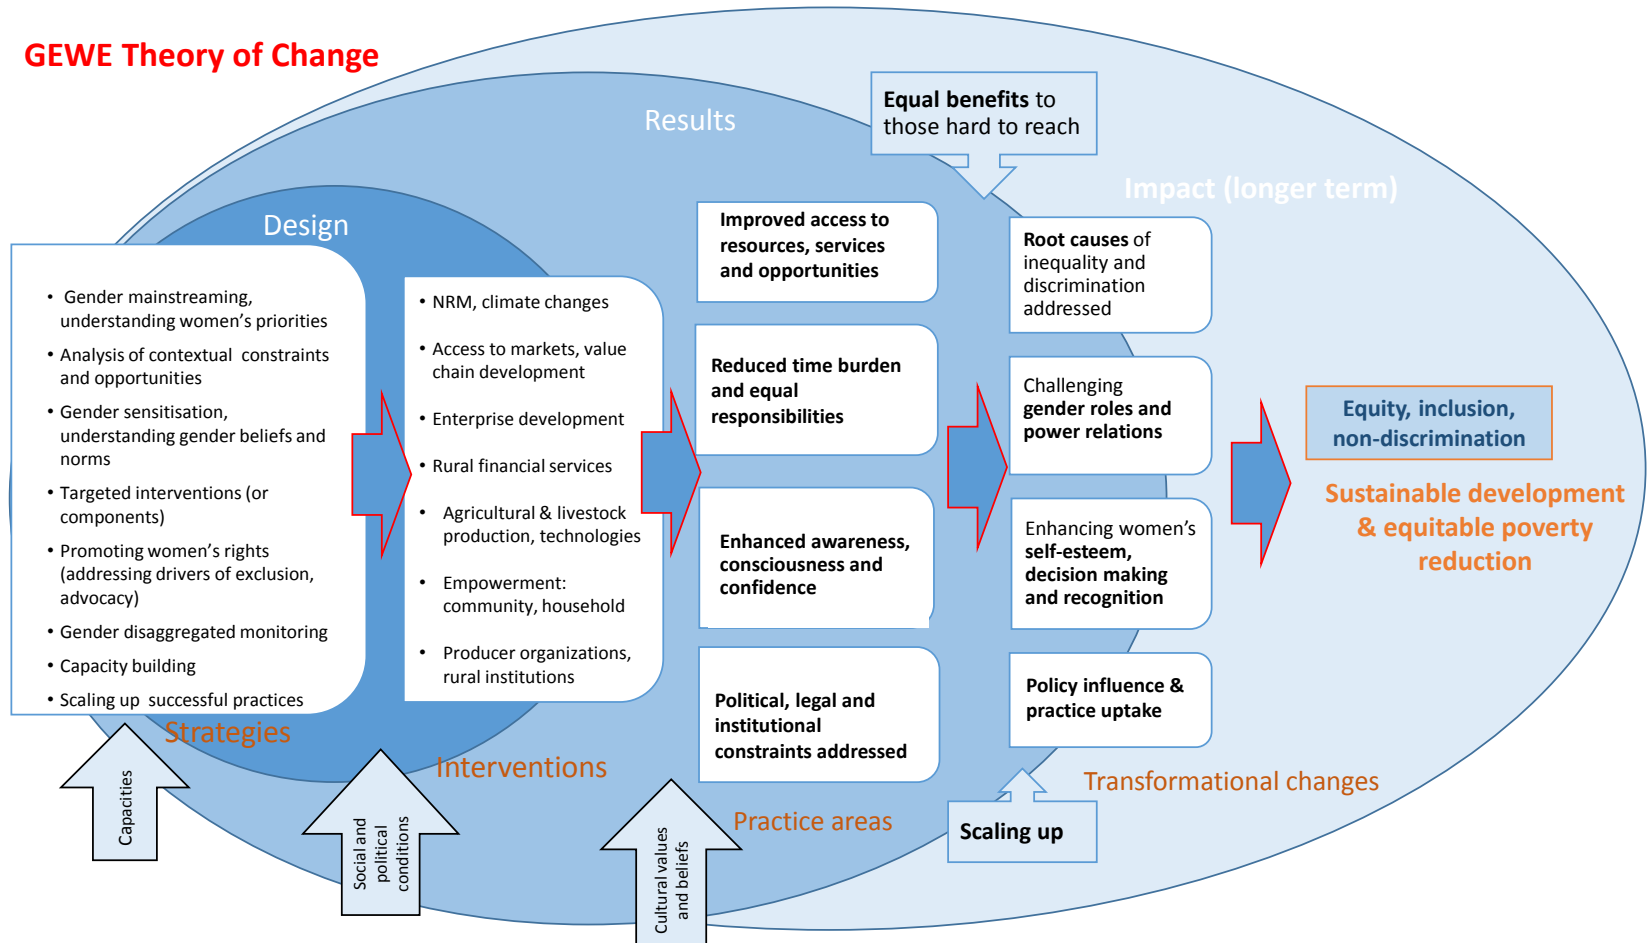 GEWE Theory of Change
Results
Equal benefits to
those hard to reach
Impact (longer term)
Design
• Gender mainstreaming,
understanding women's priorities
• Analysis of contextual constraints
and opportunities
• Gender sensitisation,
understanding gender beliefs and
norms
• Targeted interventions (or
components)
• Promoting women's rights
(addressing drivers of exclusion,
advocacy)
• Gender disaggregated monitoring
• Capacity building
• Scaling up successful practices
Strategies
• NRM, climate changes
• Access to markets, value
chain development
• Enterprise development
• Rural financial services
• Agricultural & livestock
production, technologies
• Empowerment:
community, household
• Producer organizations,
rural institutions
Interventions
Improved access to
resources, services
and opportunities
Reduced time burden
and equal
responsibilities
Enhanced awareness,
consciousness and
confidence
Political, legal and
institutional
constraints addressed
Practice areas
Root causes of
inequality and
discrimination
addressed
Challenging
gender roles and
power relations
Enhancing women's
self-esteem,
decision making
and recognition
Policy influence &
practice uptake
Transformational changes
Scaling up
Equity, inclusion,
non-discrimination
Sustainable development
& equitable poverty
reduction
Capacities
Social and
political
conditions
Cultural values
and beliefs